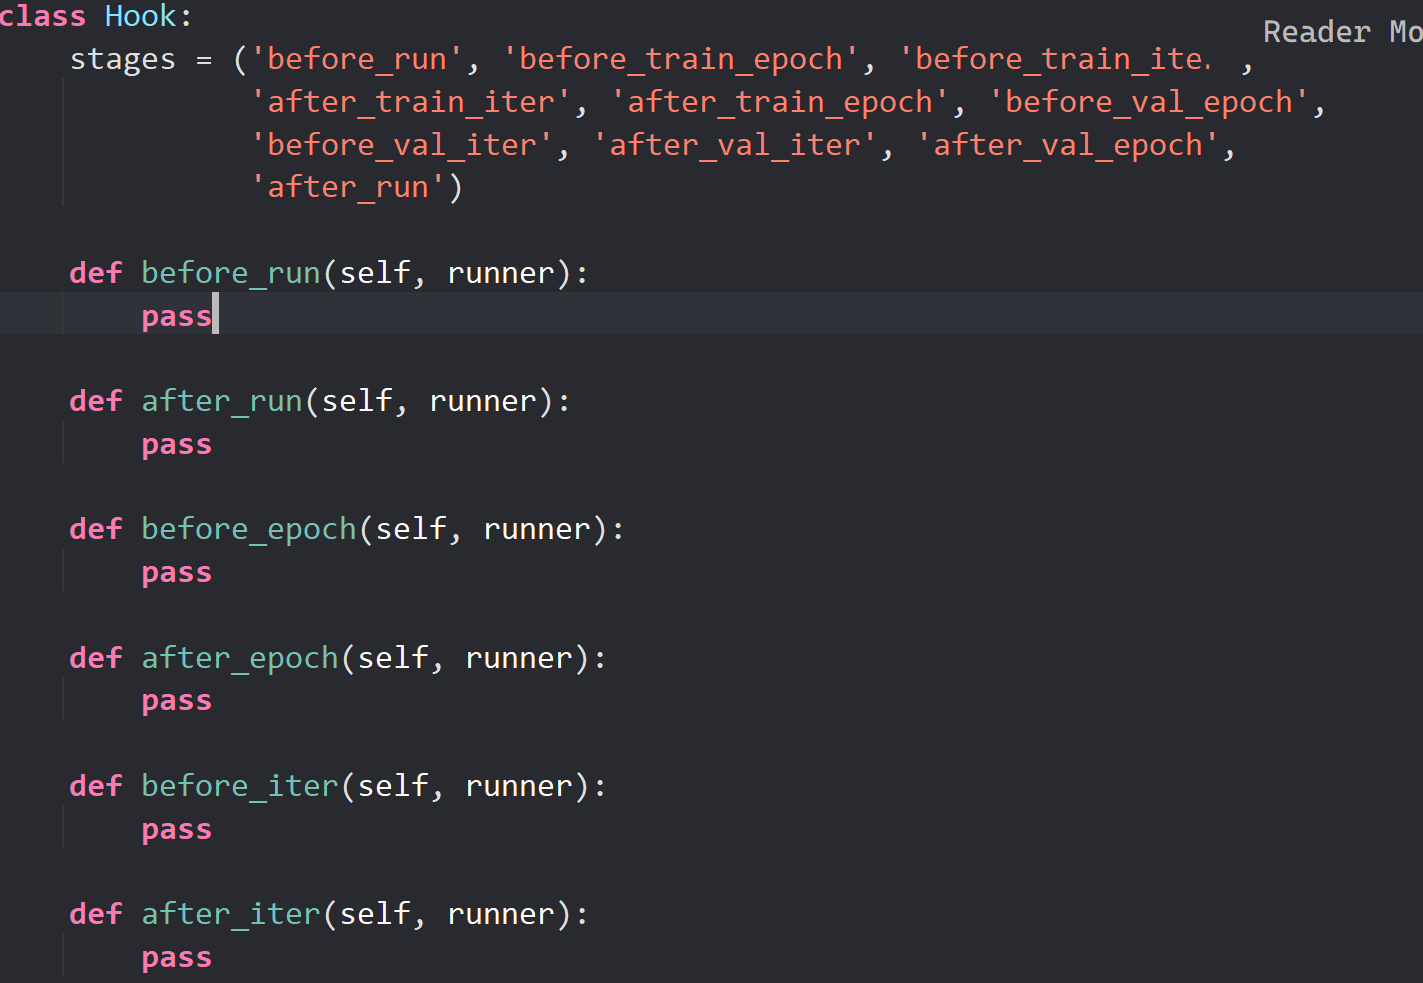 class Hook:
Reader Mo
    stages = ('before_run', 'before_train_epoch', 'before_train_ite. ,
              'after_train_iter', 'after_train_epoch', 'before_val_epoch',
              'before_val_iter', 'after_val_iter', 'after_val_epoch',
              'after_run')
    def before_run(self, runner):
        pass
    def after_run(self, runner):
        pass
    def before_epoch(self, runner):
        pass
    def after_epoch(self, runner):
        pass
    def before_iter(self, runner):
        pass
    def after_iter(self, runner):
        pass